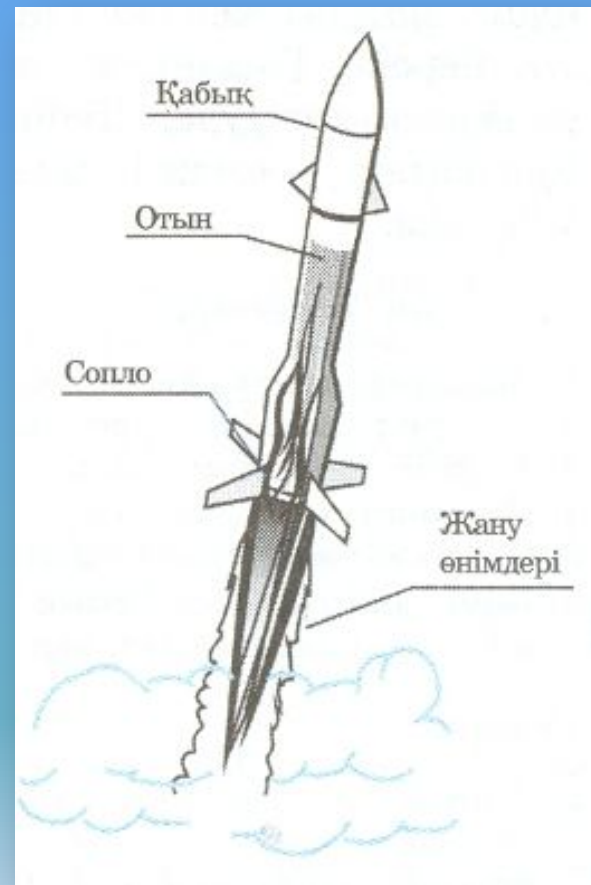 Қабық
Отын
Сопло
Жану
өнімдері